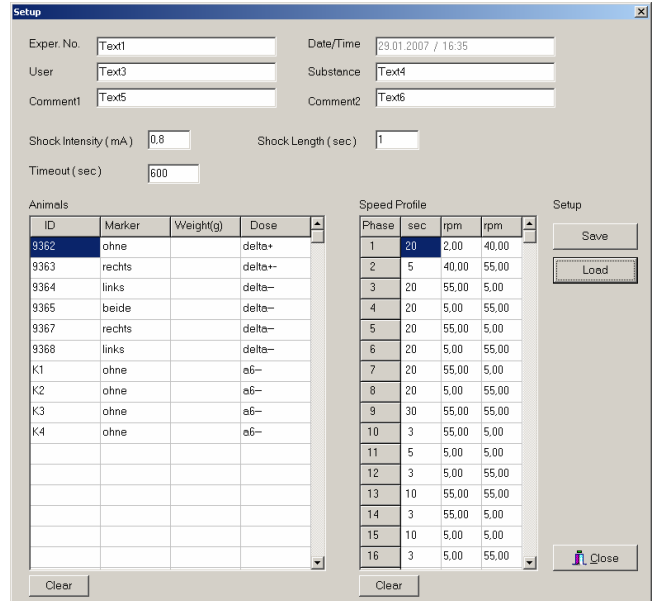 Setup
Exper. No. Text1 Date/Time 29.01.2007 / 16:35
User Text3 Substance Text4
Comment1 Text5 Comment2 Text6
Shock Intensity ( mA ) 0,8 Shock Length ( sec ) 1
Timeout ( sec ) 600
Animals
ID Marker Weight(g) Dose
9362 ohne delta+
9363 rechts delta+-
9364 links delta--
9365 beide delta--
9367 rechts delta--
9368 links delta--
K1 ohne a6--
K2 ohne a6--
K3 ohne a6--
K4 ohne a6--
Clear
Speed Profile
Phase sec rpm rpm
1 20 2,00 40,00
2 5 40,00 55,00
3 20 55,00 5,00
4 20 5,00 55,00
5 20 55,00 5,00
6 20 5,00 55,00
7 20 55,00 5,00
8 20 5,00 55,00
9 30 55,00 55,00
10 3 55,00 5,00
11 5 5,00 5,00
12 3 5,00 55,00
13 10 55,00 55,00
14 3 55,00 5,00
15 10 5,00 5,00
16 3 5,00 55,00
Clear
Setup
Save
Load
Close